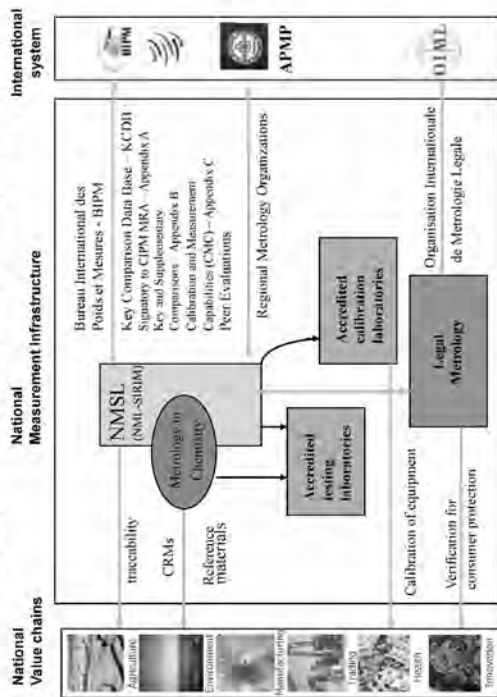 National
Value chains
National
Measurement Infrastructure
International
system
Agriculture
Environment
Manufacturing
Trading
Health
Innovation
traceability
CRMs
Reference
materials
Calibration of equipment
Verification for
consumer protection
NMSL
(NML-SIRIM)
Metrology in
Chemistry
Accredited
testing
laboratories
Accredited
calibration
laboratories
Legal
Metrology
Bureau International des
Poids et Mesures - BIPM
Key Comparison Data Base – KCDB
Signatory to CIPM MRA – Appendix A
Key and Supplementary
Comparisons – Appendix B
Calibration and Measurement
Capabilities (CMC) – Appendix C
Peer Evaluations
Regional Metrology Organizations
Organisation Internationale
de Metrologie Legale
BIPM
APMP
OIML